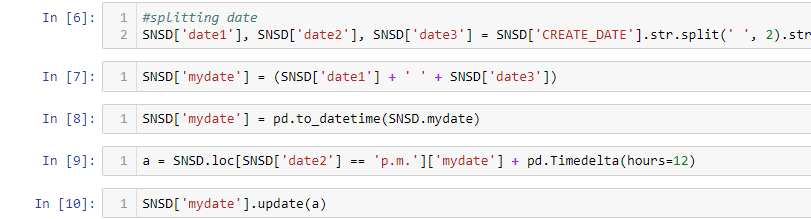 In [6]:
1 #splitting date
2 SNSD['date1'], SNSD['date2'], SNSD['date3'] = SNSD['CREATE_DATE'].str.split(' ', 2).str
In [7]:
1 SNSD['mydate'] = (SNSD['date1'] + ' ' + SNSD['date3'])
In [8]:
1 SNSD['mydate'] = pd.to_datetime(SNSD.mydate)
In [9]:
1 a = SNSD.loc[SNSD['date2'] == 'p.m.']['mydate'] + pd.Timedelta(hours=12)
In [10]:
1 SNSD['mydate'].update(a)